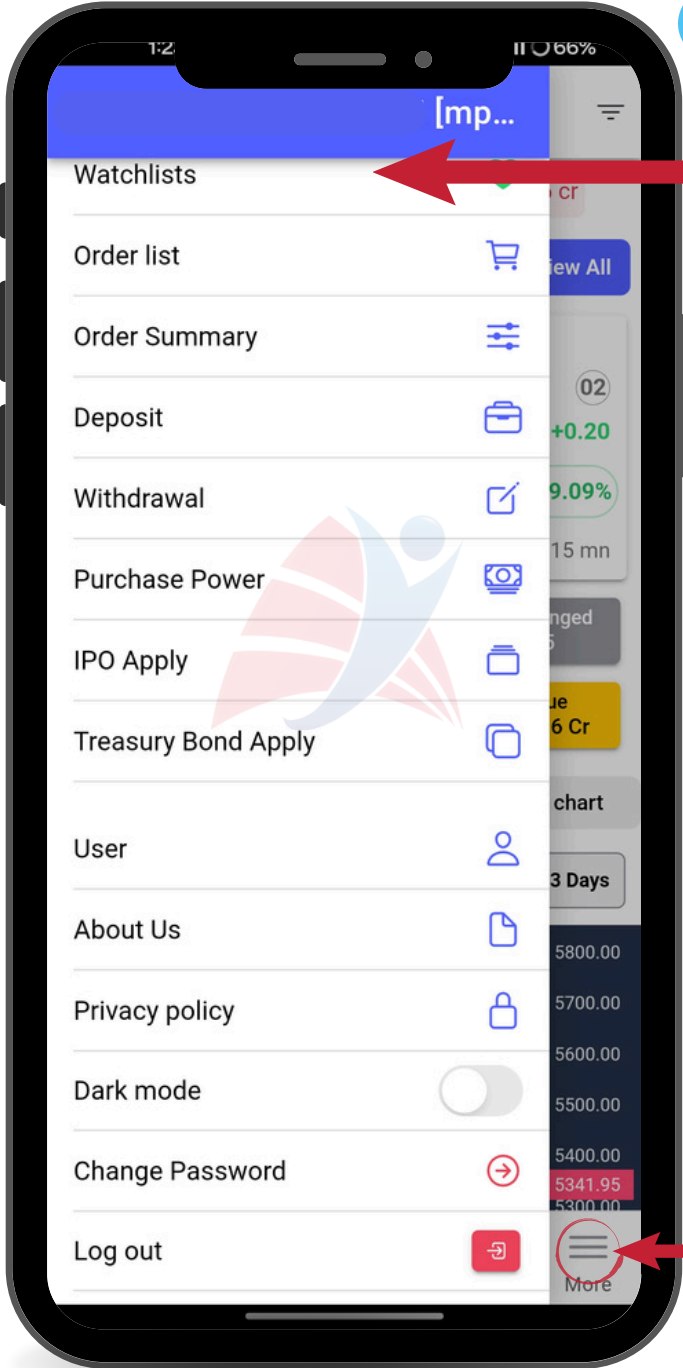 66%
[mp...
Watchlists
cr
Order list
iew All
Order Summary
02
Deposit
+0.20
Withdrawal
9.09%
15 mn
Purchase Power
nged
IPO Apply
ue
6 Cr
Treasury Bond Apply
chart
User
3 Days
About Us
5800.00
Privacy policy
5700.00
5600.00
Dark mode
5500.00
5400.00
Change Password
5341.95
5300.00
Log out
More